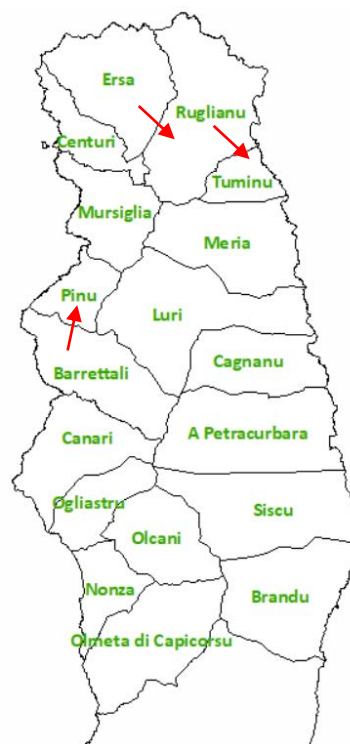 Ersa
Ruglianu
Centuri
Tuminu
Mursiglia
Meria
Pinu
Luri
Cagnanu
Barrettali
Canari
A Petracurbara
Ogliastru
Siscu
Olcani
Nonza
Brandu
Olmeta di Capicorsu